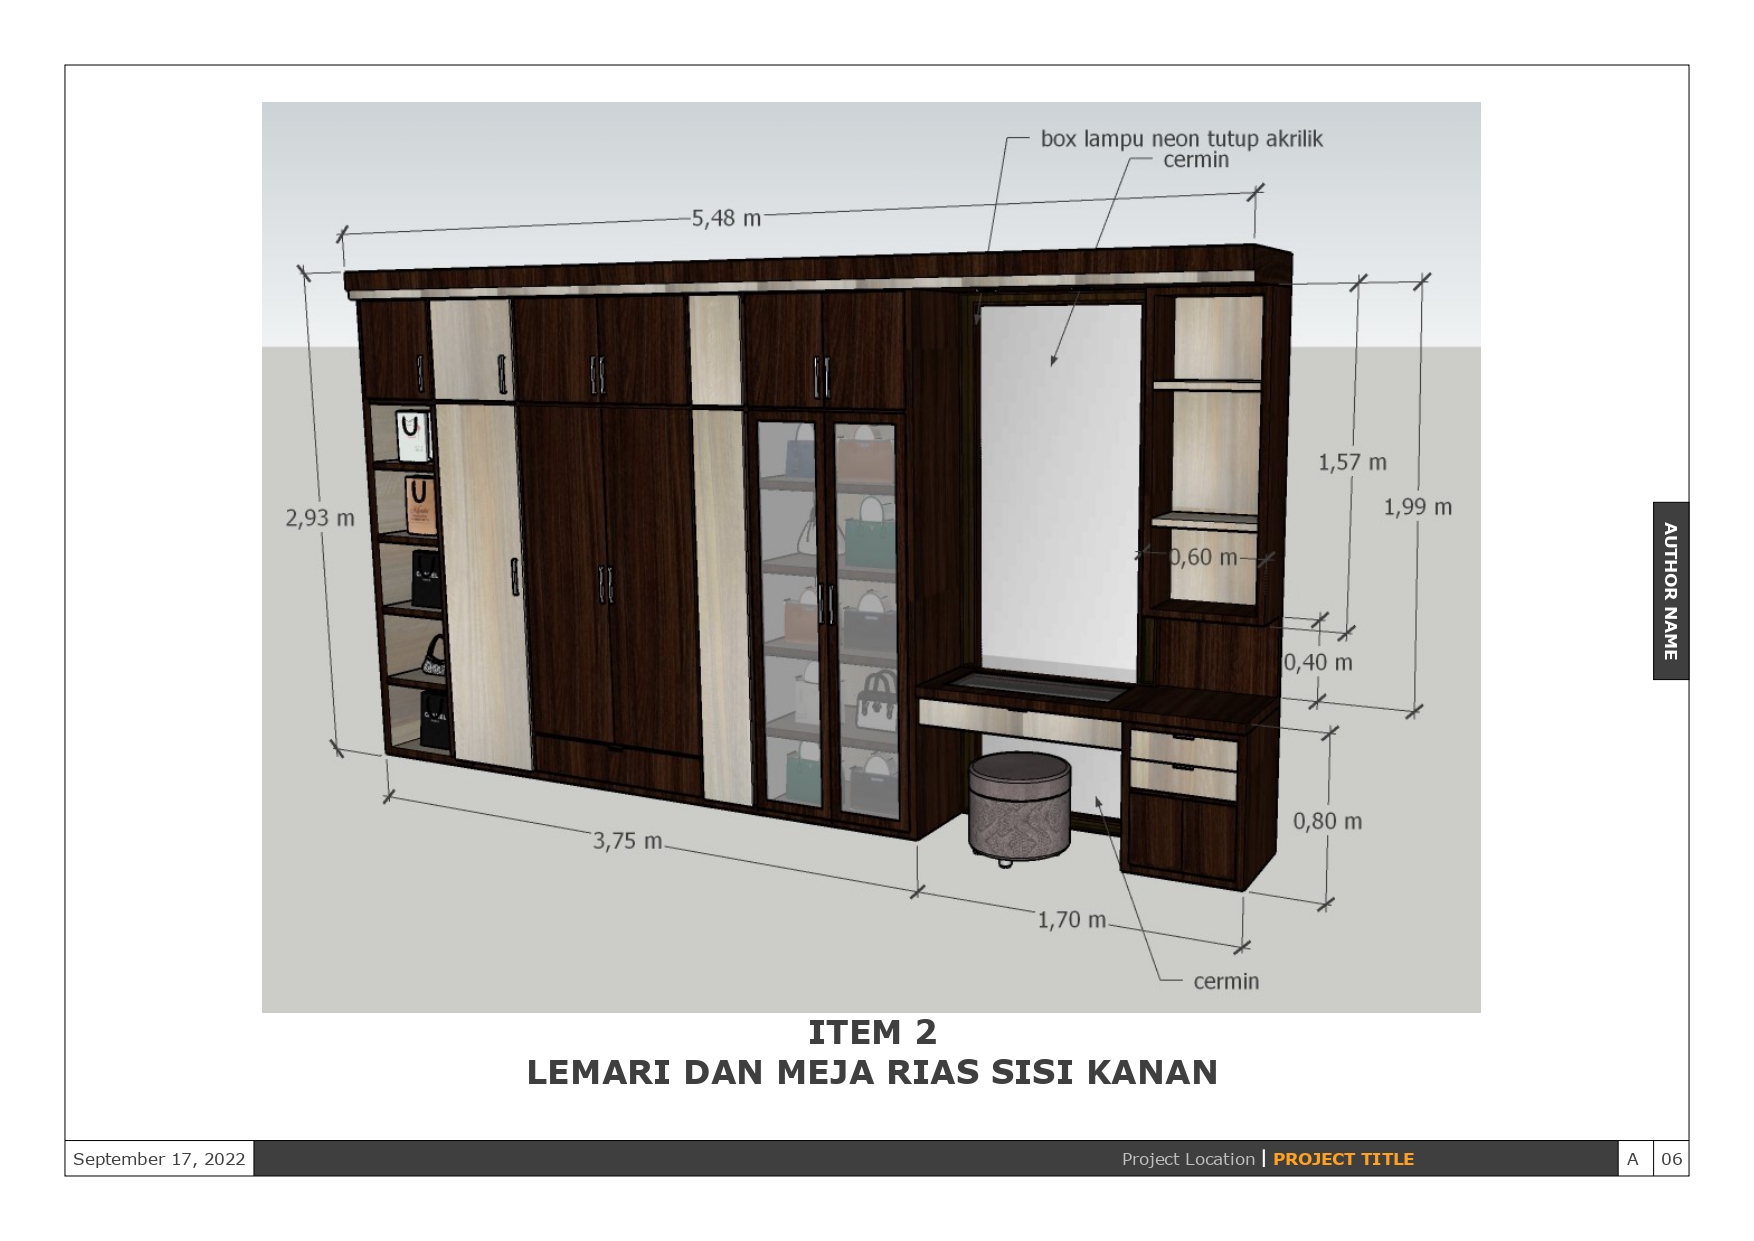 box lampu neon tutup akrilik
cermin
5,48 m
2,93 m
1,57 m
1,99 m
0,60 m
0,40 m
0,80 m
3,75 m
1,70 m
cermin
ITEM 2
LEMARI DAN MEJA RIAS SISI KANAN
AUTHOR NAME
September 17, 2022
Project Location | PROJECT TITLE
A
06